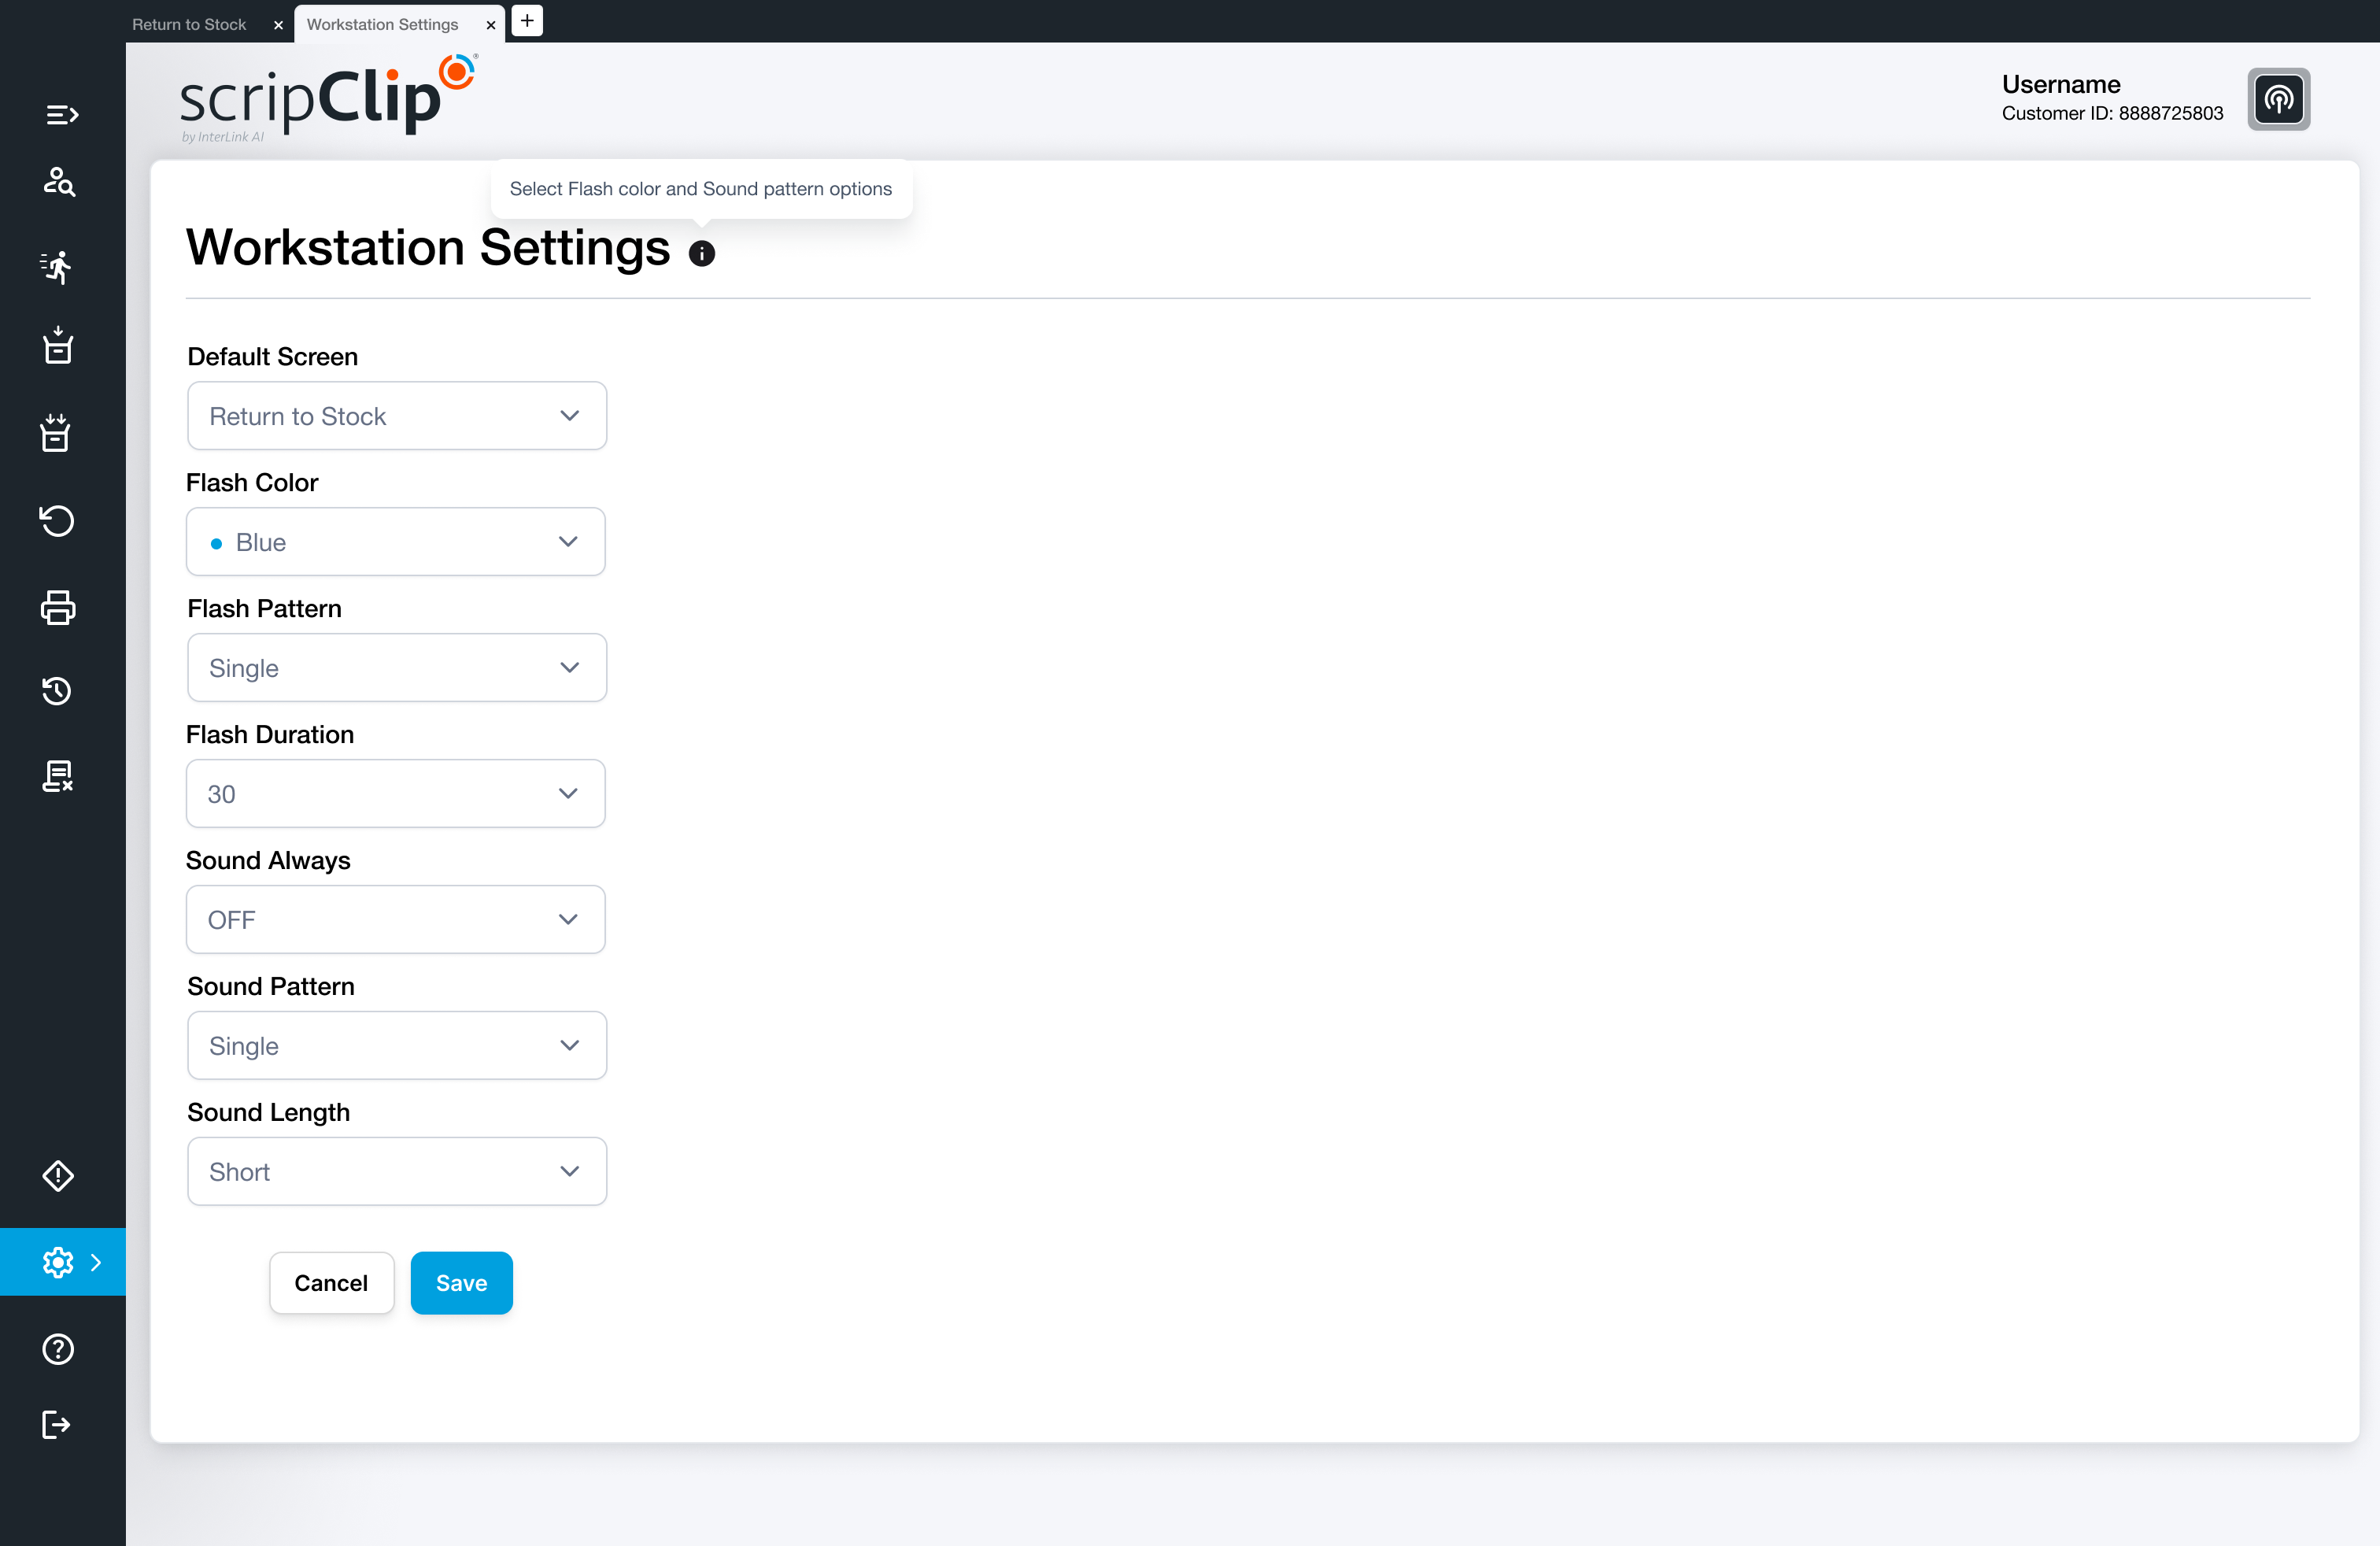 Return to Stock
Workstation Settings
scripClip®
by InterLink AI
Username
Customer ID: 8888725803
Select Flash color and Sound pattern options
Workstation Settings
Default Screen
Return to Stock
Flash Color
Blue
Flash Pattern
Single
Flash Duration
30
Sound Always
OFF
Sound Pattern
Single
Sound Length
Short
Cancel
Save